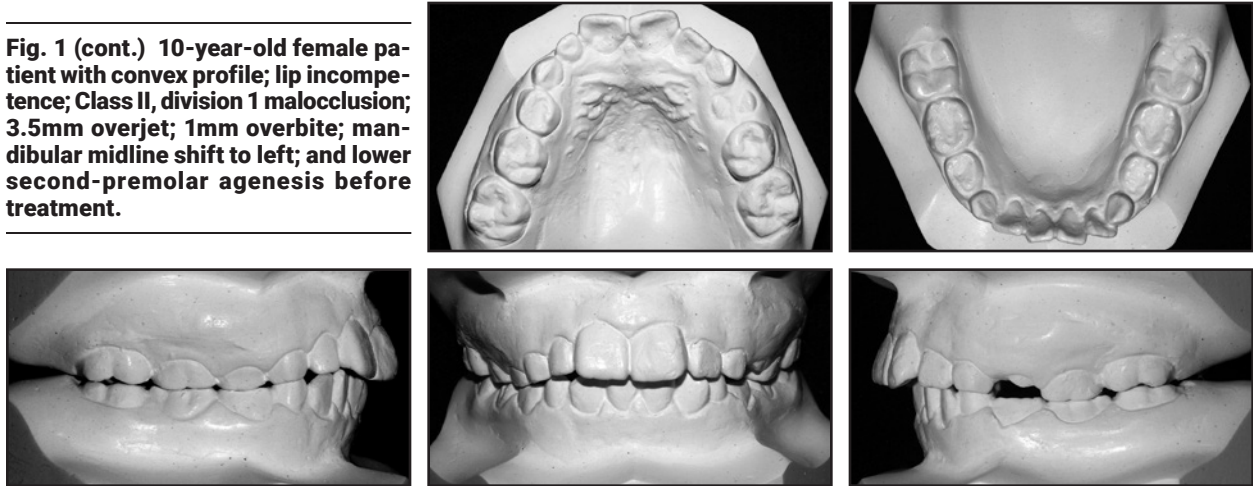 Fig. 1 (cont.) 10-year-old female pa-
tient with convex profile; lip incompe-
tence; Class II, division 1 malocclusion;
3.5mm overjet; 1mm overbite; man-
dibular midline shift to left; and lower
second-premolar agenesis before
treatment.